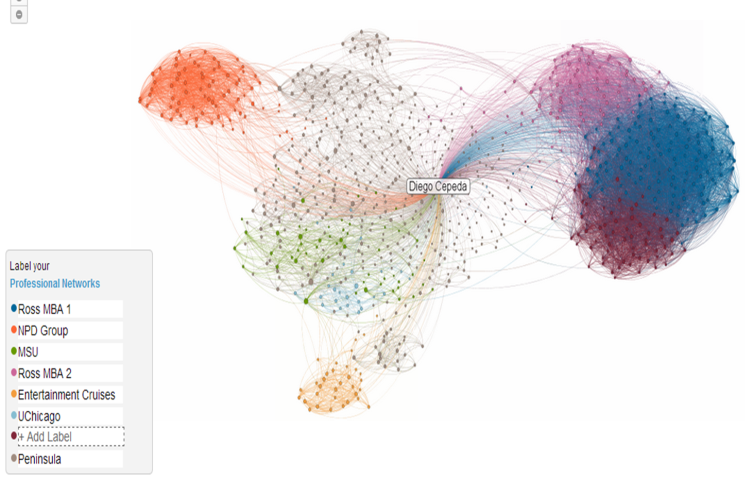 Diego Cepeda
Label your
Professional Networks
Ross MBA 1
NPD Group
MSU
Ross MBA 2
Entertainment Cruises
UChicago
+ Add Label
Peninsula